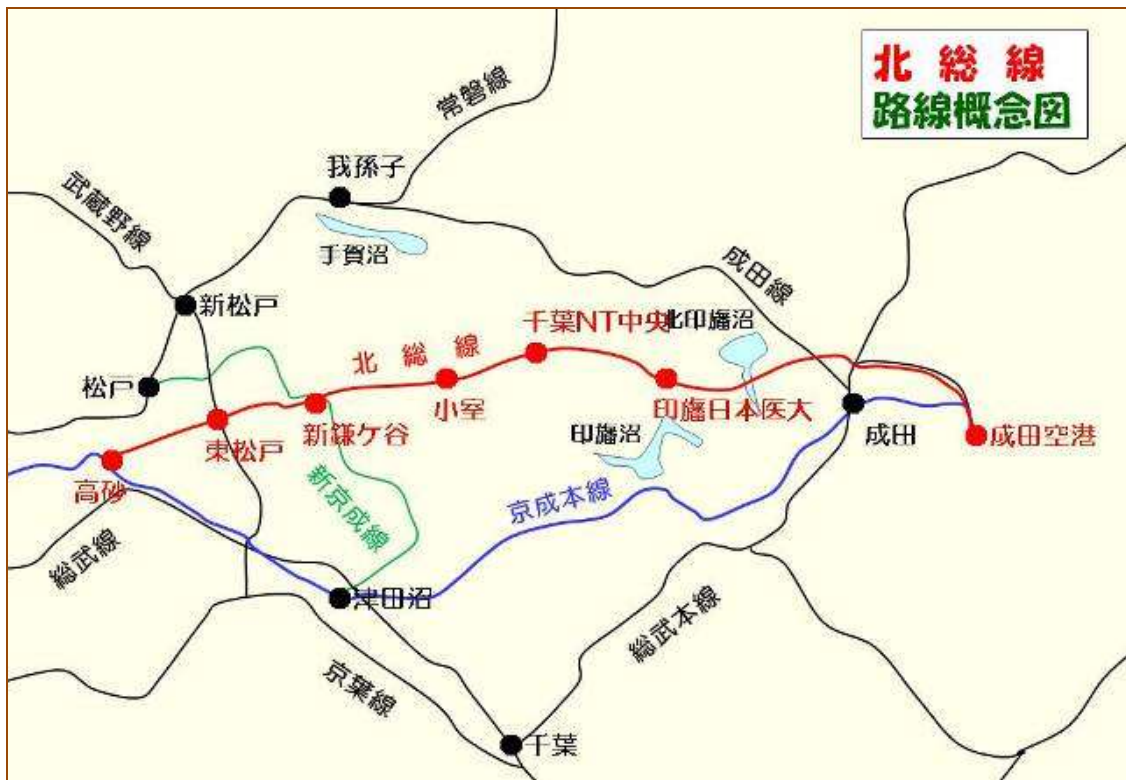 北総線
路線概念図
常磐線
我孫子
武蔵野線
手賀沼
成田線
新松戸
千葉NT中央
北印旛沼
北総線
松戸
小室
印旛日本医大
東松戸
新鎌ケ谷
印旛沼
成田
成田空港
高砂
新京成線
京成本線
総武線
津田沼
総武本線
京葉線
千葉